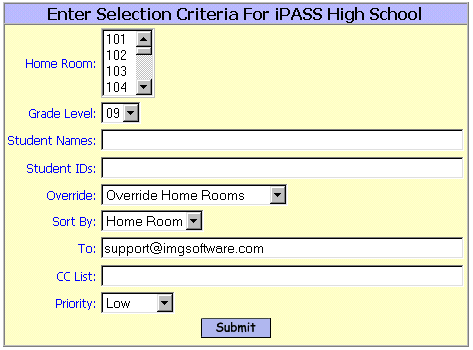 Enter Selection Criteria For iPASS High School
Home Room:
101
102
103
104
Grade Level: 09
Student Names:
Student IDs:
Override: Override Home Rooms
Sort By: Home Room
To: support@imgsoftware.com
CC List:
Priority: Low
Submit